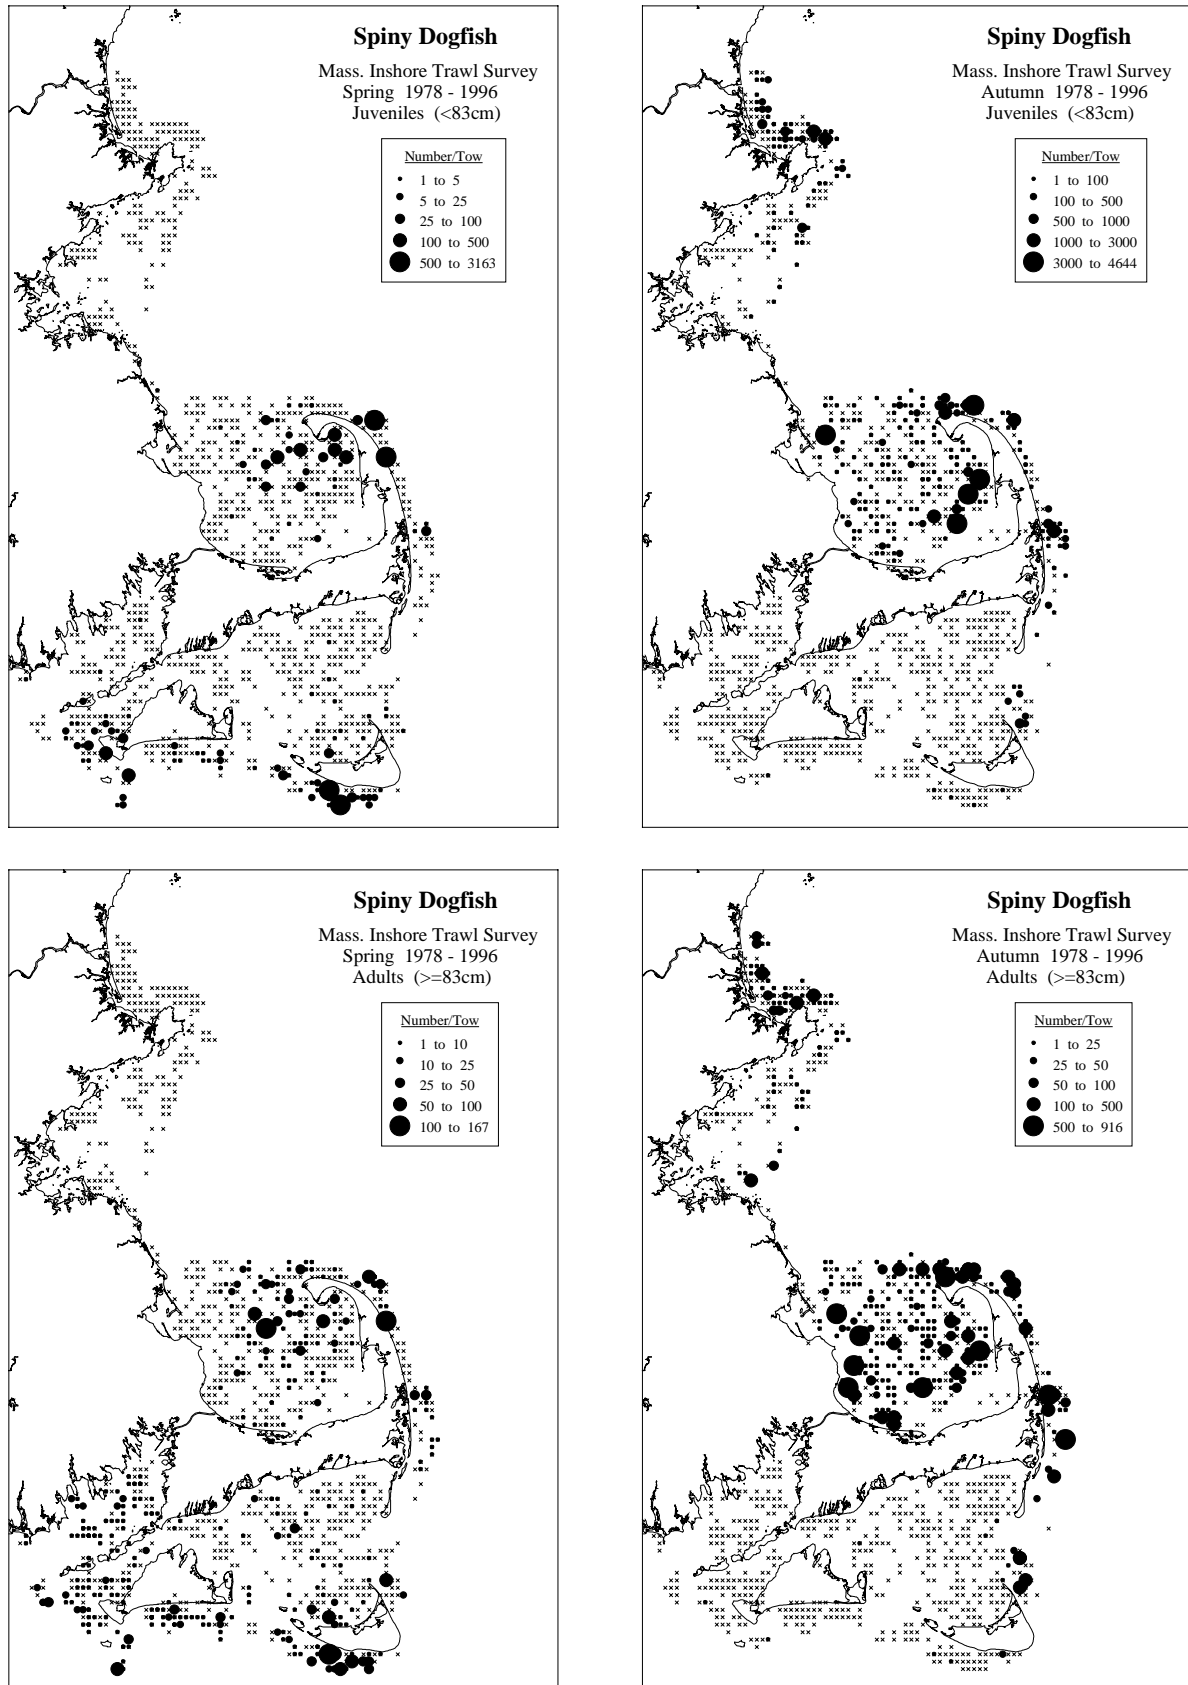 Spiny Dogfish
Mass. Inshore Trawl Survey
Spring 1978 - 1996
Juveniles (<83cm)
Number/Tow
1 to 5
5 to 25
25 to 100
100 to 500
500 to 3163
Spiny Dogfish
Mass. Inshore Trawl Survey
Autumn 1978 - 1996
Juveniles (<83cm)
Number/Tow
1 to 100
100 to 500
500 to 1000
1000 to 3000
3000 to 4644
Spiny Dogfish
Mass. Inshore Trawl Survey
Spring 1978 - 1996
Adults (>=83cm)
Number/Tow
1 to 10
10 to 25
25 to 50
50 to 100
100 to 167
Spiny Dogfish
Mass. Inshore Trawl Survey
Autumn 1978 - 1996
Adults (>=83cm)
Number/Tow
1 to 25
25 to 50
50 to 100
100 to 500
500 to 916